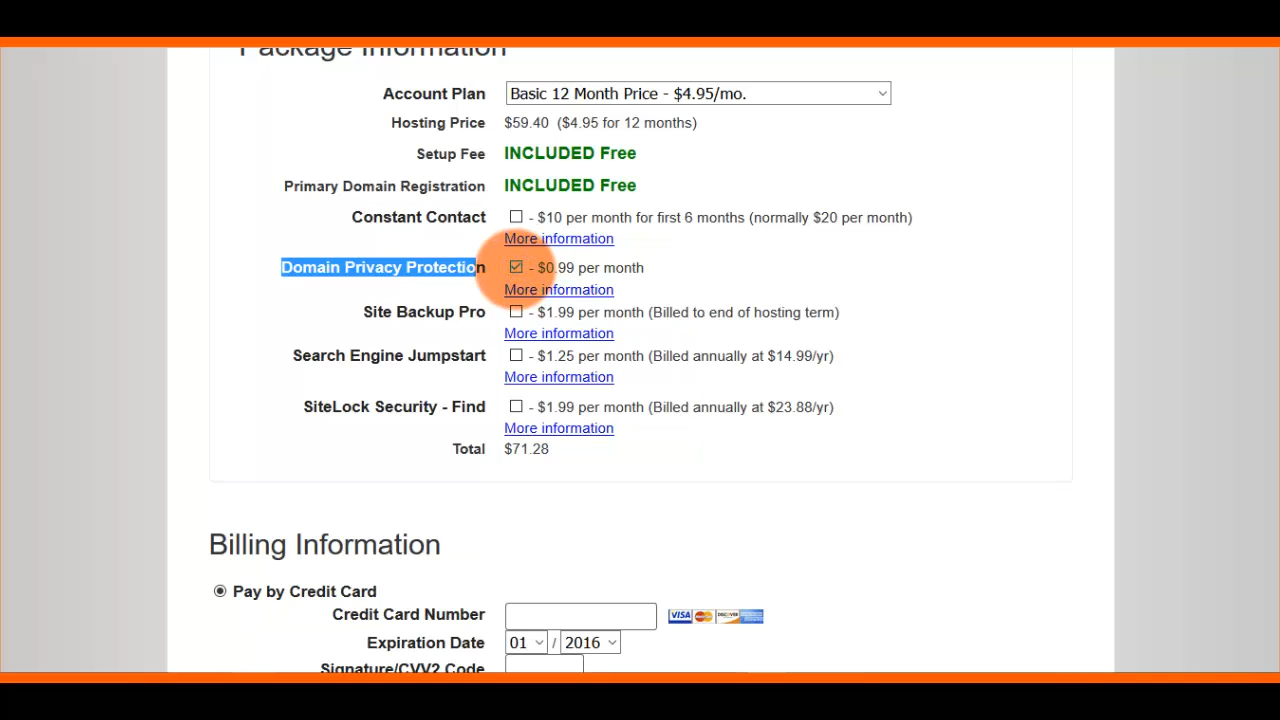 Package Information
Account Plan Basic 12 Month Price - $4.95/mo.
Hosting Price $59.40 ($4.95 for 12 months)
Setup Fee INCLUDED Free
Primary Domain Registration INCLUDED Free
Constant Contact - $10 per month for first 6 months (normally $20 per month)
More information
Domain Privacy Protection - $0.99 per month
More information
Site Backup Pro - $1.99 per month (Billed to end of hosting term)
More information
Search Engine Jumpstart - $1.25 per month (Billed annually at $14.99/yr)
More information
SiteLock Security - Find - $1.99 per month (Billed annually at $23.88/yr)
More information
Total $71.28
Billing Information
Pay by Credit Card
Credit Card Number VISA MasterCard DISCOVER
Expiration Date 01 / 2016
Signature/CVV2 Code